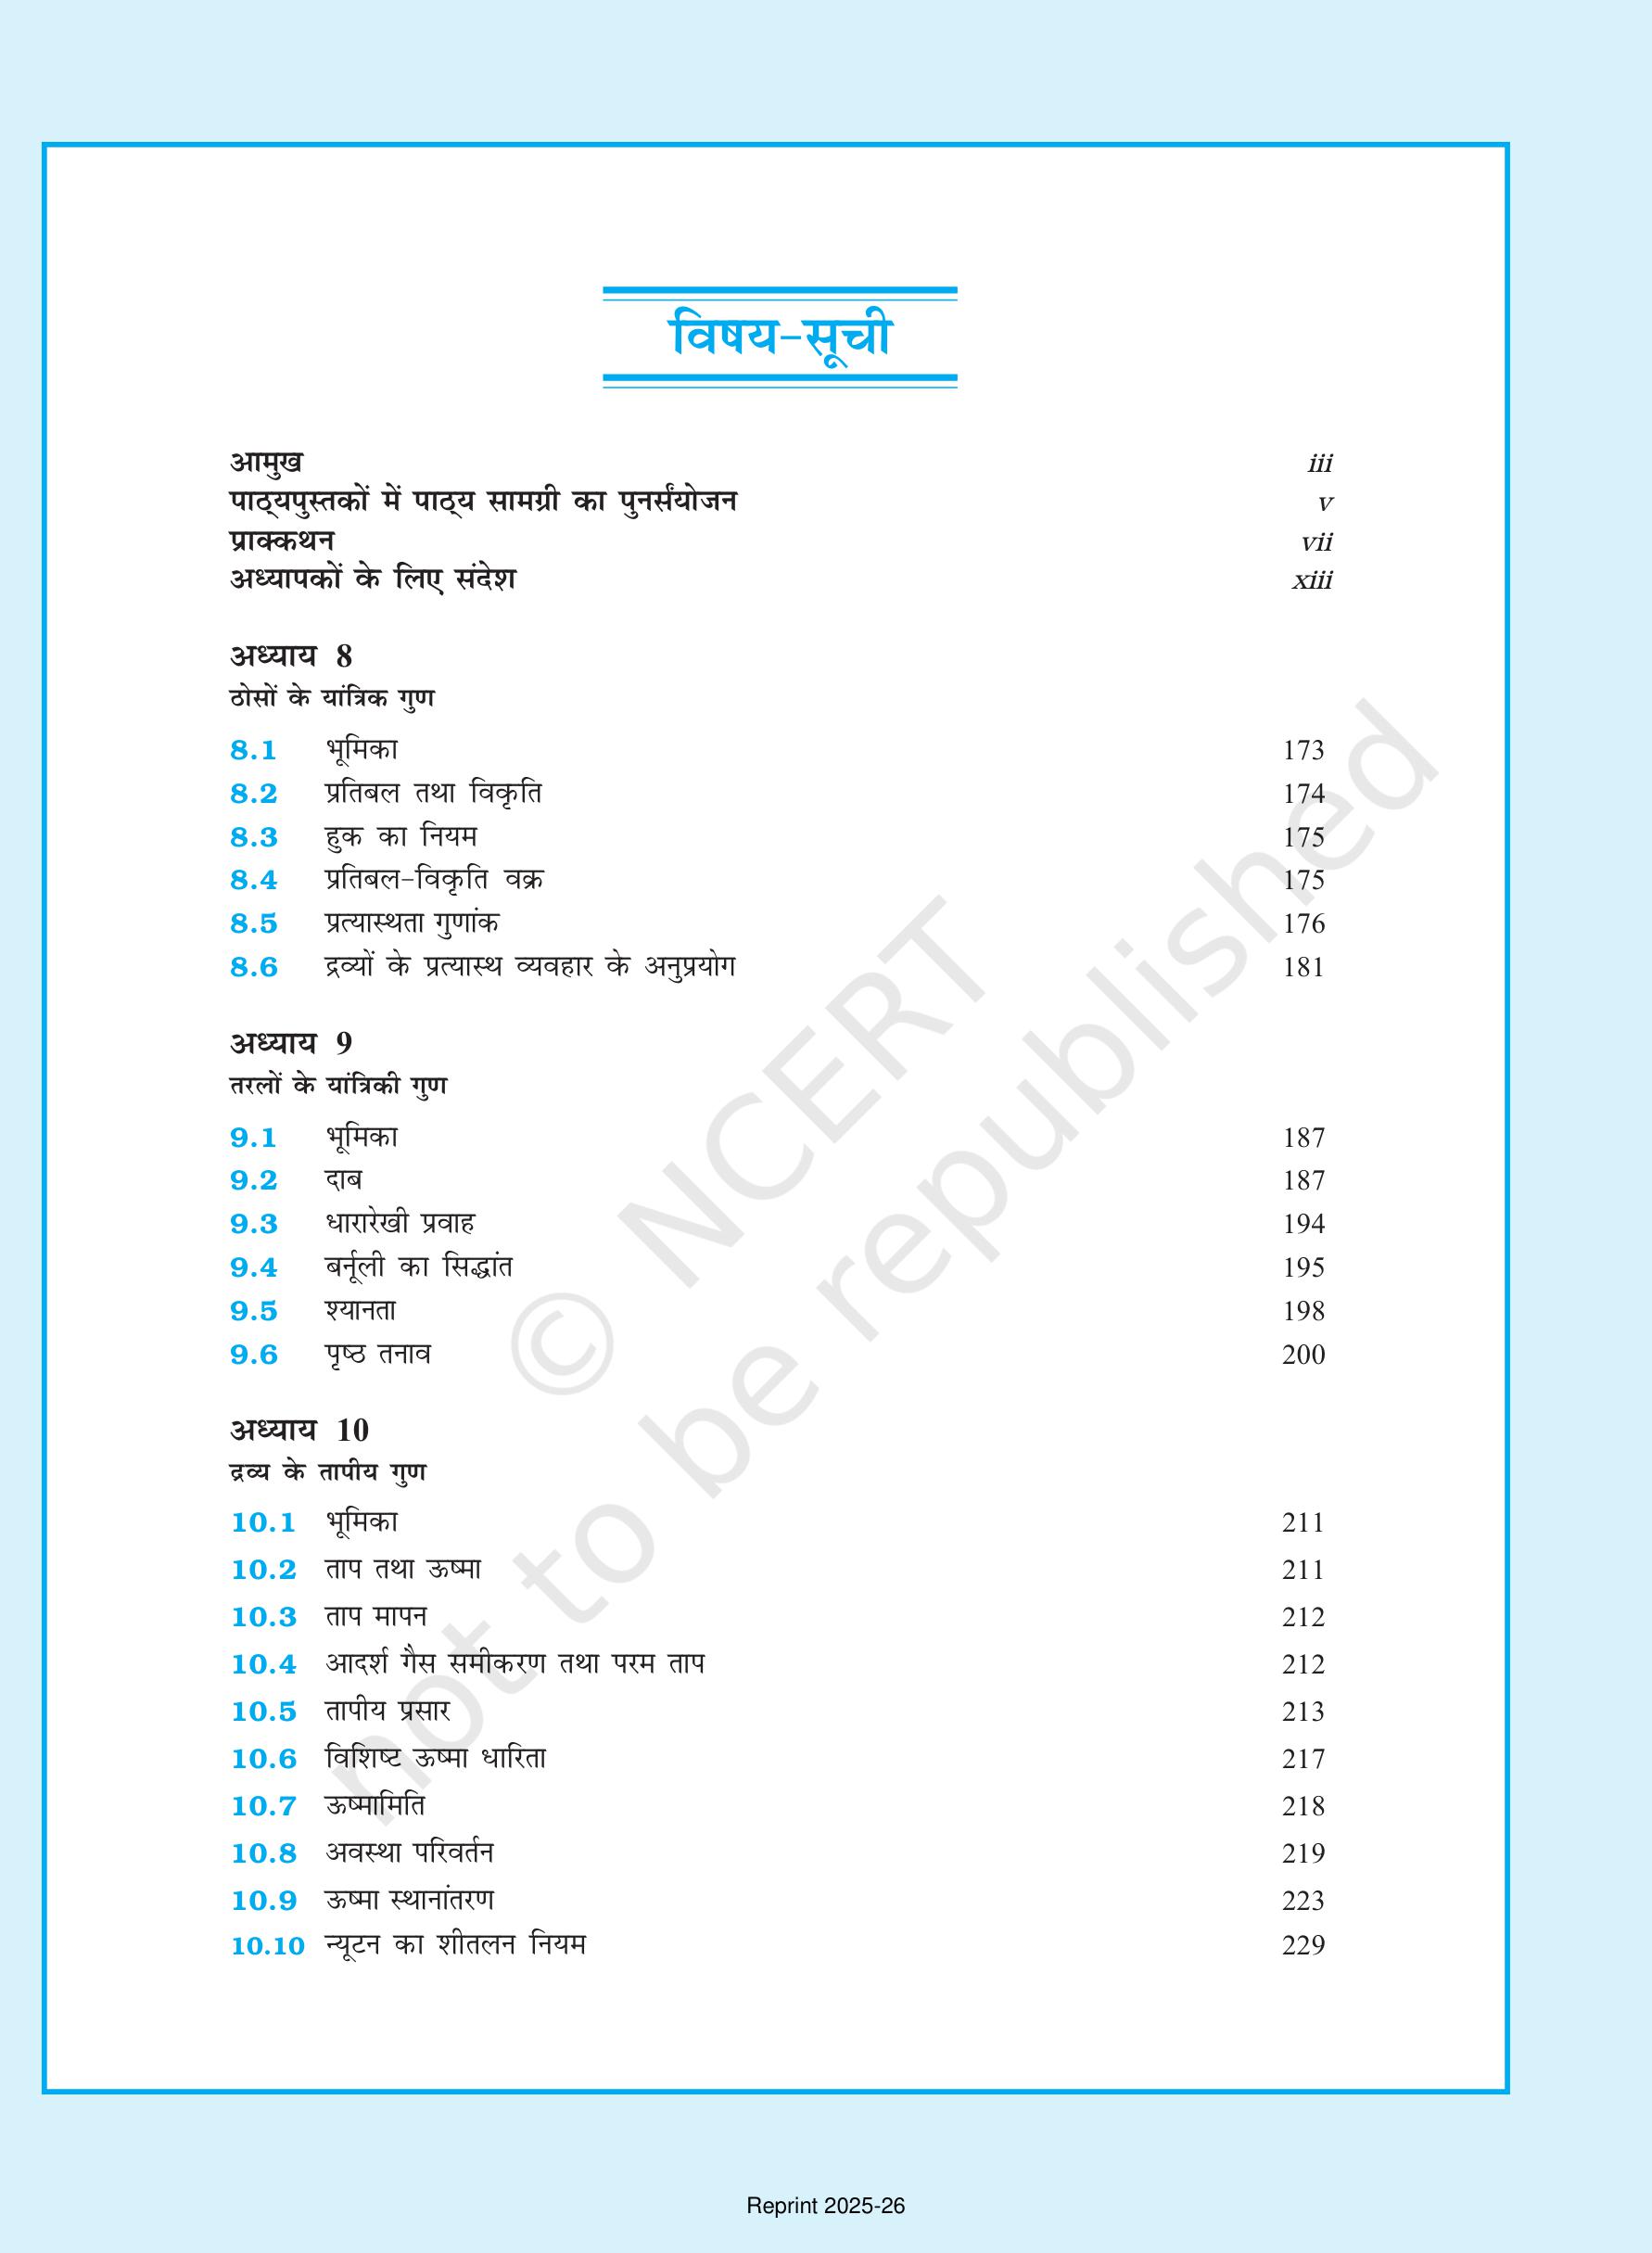 विषय-सूची
आमुख iii
पाठ्यपुस्तकों में पाठ्य सामग्री का पुनर्संयोजन v
प्राक्कथन vii
अध्यापकों के लिए संदेश xiii
अध्याय 8
ठोसों के यांत्रिक गुण
8.1 भूमिका 173
8.2 प्रतिबल तथा विकृति 174
8.3 हुक का नियम 175
8.4 प्रतिबल-विकृति वक्र 175
8.5 प्रत्यास्थता गुणांक 176
8.6 द्रव्यों के प्रत्यास्थ व्यवहार के अनुप्रयोग 181
अध्याय 9
तरलों के यांत्रिकी गुण
9.1 भूमिका 187
9.2 दाब 187
9.3 धारारेखी प्रवाह 194
9.4 बर्नूली का सिद्धांत 195
9.5 श्यानता 198
9.6 पृष्ठ तनाव 200
अध्याय 10
द्रव्य के तापीय गुण
10.1 भूमिका 211
10.2 ताप तथा ऊष्मा 211
10.3 ताप मापन 212
10.4 आदर्श गैस समीकरण तथा परम ताप 212
10.5 तापीय प्रसार 213
10.6 विशिष्ट ऊष्मा धारिता 217
10.7 ऊष्मामिति 218
10.8 अवस्था परिवर्तन 219
10.9 ऊष्मा स्थानांतरण 223
10.10 न्यूटन का शीतलन नियम 229
© NCERT
not to be republished
Reprint 2025-26